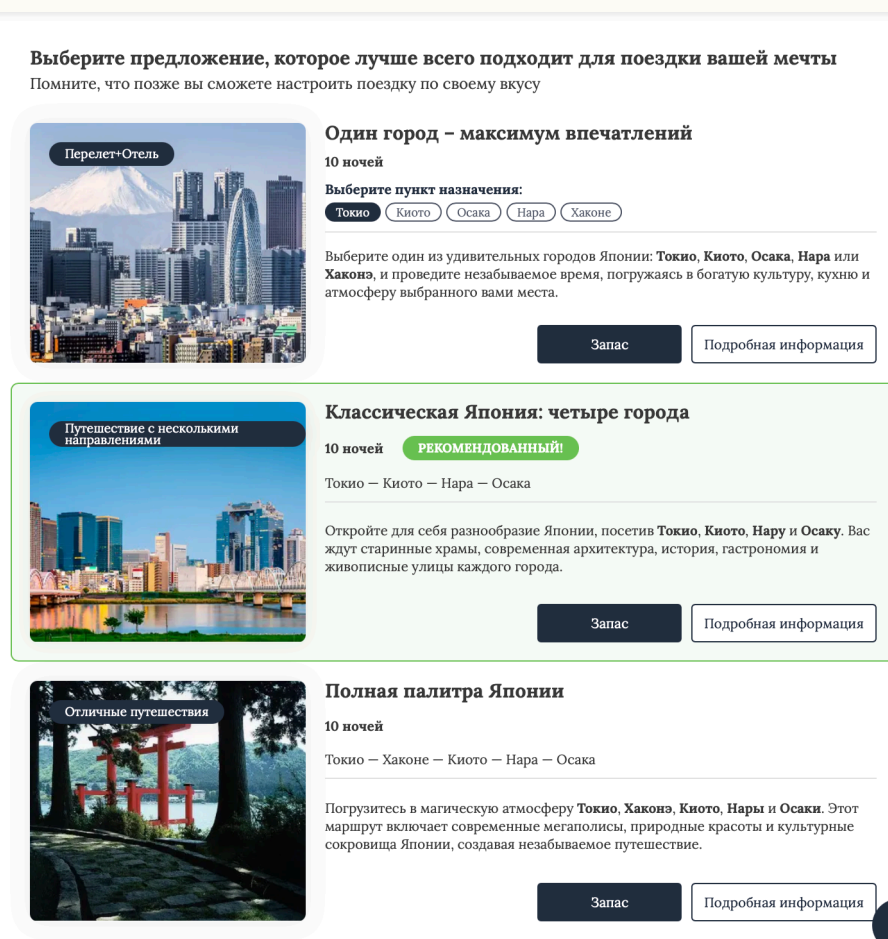 Выберите предложение, которое лучше всего подходит для поездки вашей мечты
Помните, что позже вы сможете настроить поездку по своему вкусу
Перелет+Отель
Один город – максимум впечатлений
10 ночей
Выберите пункт назначения:
Токио Киото Осака Нара Хаконе
Выберите один из удивительных городов Японии: Токио, Киото, Осака, Нара или
Хаконэ, и проведите незабываемое время, погружаясь в богатую культуру, кухню и
атмосферу выбранного вами места.
Запас Подробная информация
Путешествие с несколькими
направлениями
Классическая Япония: четыре города
10 ночей РЕКОМЕНДОВАННЫЙ!
Токио — Киото — Нара — Осака
Откройте для себя разнообразие Японии, посетив Токио, Киото, Нару и Осаку. Вас
ждут старинные храмы, современная архитектура, история, гастрономия и
живописные улицы каждого города.
Запас Подробная информация
Отличные путешествия
Полная палитра Японии
10 ночей
Токио — Хаконе — Киото — Нара — Осака
Погрузитесь в магическую атмосферу Токио, Хаконэ, Киото, Нары и Осаки. Этот
маршрут включает современные мегаполисы, природные красоты и культурные
сокровища Японии, создавая незабываемое путешествие.
Запас Подробная информация